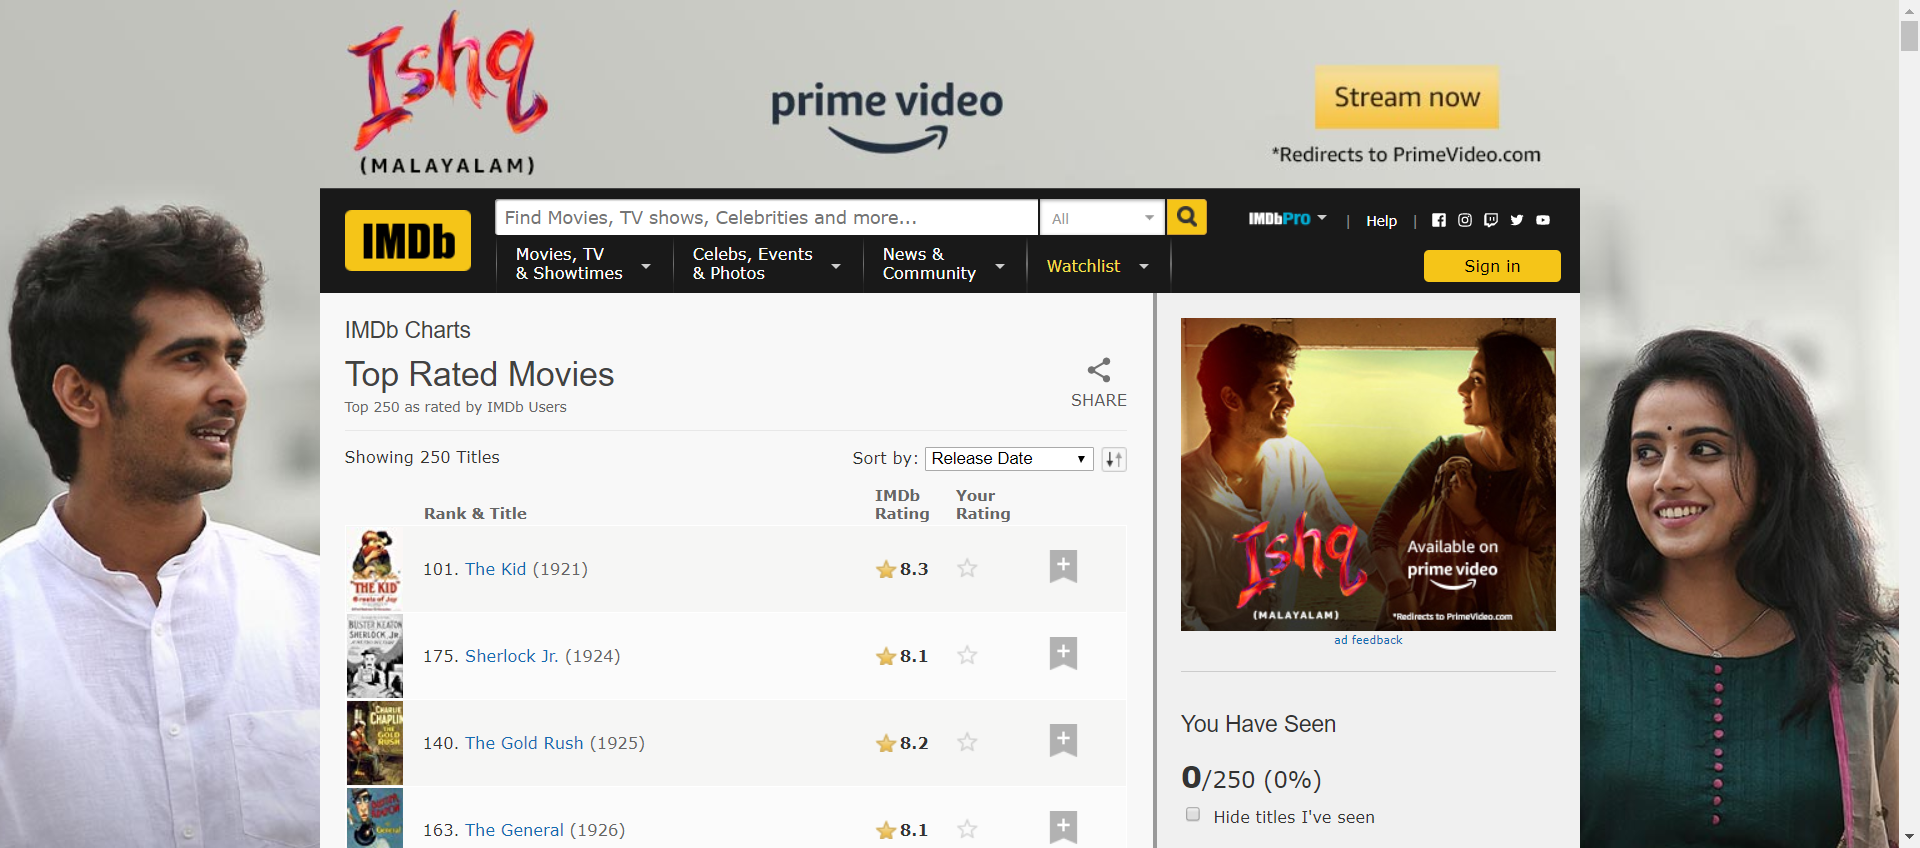 Ishq
(MALAYALAM)
prime video
Stream now
*Redirects to PrimeVideo.com
IMDb
Find Movies, TV shows, Celebrities and more...
All
IMDbPro
|
Help
|
Movies, TV
& Showtimes
Celebs, Events
& Photos
News &
Community
Watchlist
Sign in
IMDb Charts
Top Rated Movies
Top 250 as rated by IMDb Users
SHARE
Showing 250 Titles
Sort by: Release Date
Rank & Title
IMDb
Rating
Your
Rating
"THE KID"
101. The Kid (1921)
8.3
BUSTER KEATON
SHERLOCK JR.
175. Sherlock Jr. (1924)
8.1
CHARLIE
CHAPLIN
THE
GOLD
RUSH
140. The Gold Rush (1925)
8.2
163. The General (1926)
8.1
Ishq
(MALAYALAM)
Available on
prime video
*Redirects to PrimeVideo.com
ad feedback
You Have Seen
0/250 (0%)
Hide titles I've seen